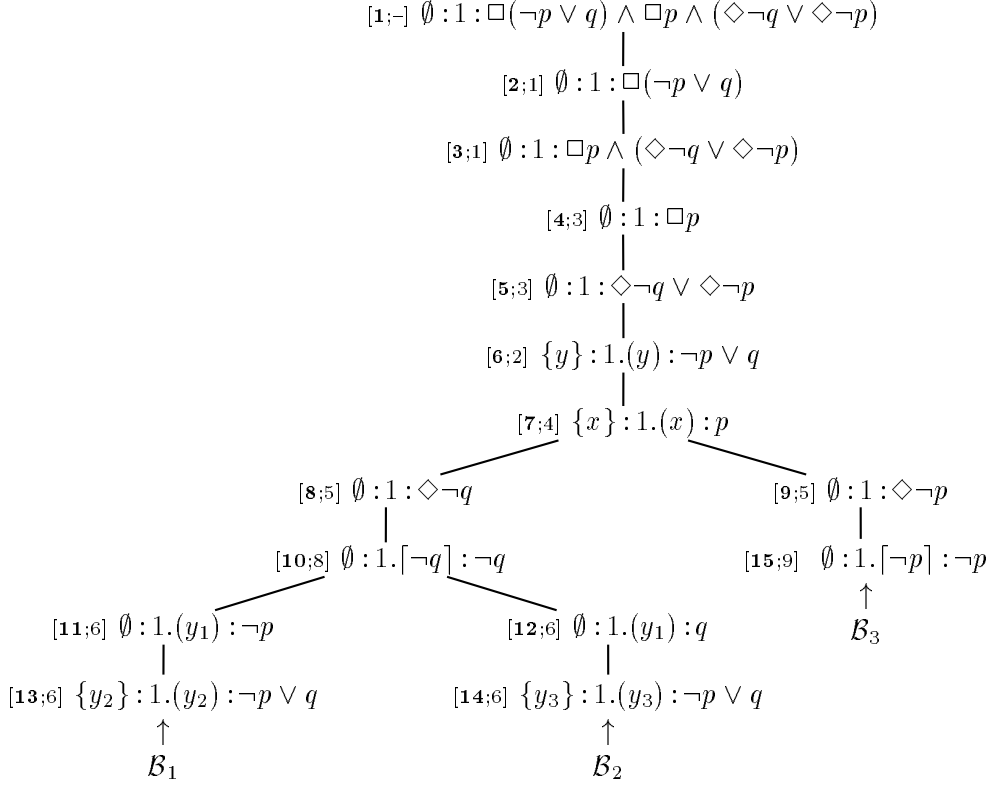 [1;–] ∅ : 1 : □(¬p ∨ q) ∧ □p ∧ (◇¬q ∨ ◇¬p)
[2;1] ∅ : 1 : □(¬p ∨ q)
[3;1] ∅ : 1 : □p ∧ (◇¬q ∨ ◇¬p)
[4;3] ∅ : 1 : □p
[5;3] ∅ : 1 : ◇¬q ∨ ◇¬p
[6;2] {y} : 1.(y) : ¬p ∨ q
[7;4] {x} : 1.(x) : p
[8;5] ∅ : 1 : ◇¬q
[9;5] ∅ : 1 : ◇¬p
[10;8] ∅ : 1.⌈¬q⌉ : ¬q
[15;9] ∅ : 1.⌈¬p⌉ : ¬p
[11;6] ∅ : 1.(y₁) : ¬p
[12;6] ∅ : 1.(y₁) : q
↑
ℬ₃
[13;6] {y₂} : 1.(y₂) : ¬p ∨ q
[14;6] {y₃} : 1.(y₃) : ¬p ∨ q
↑
ℬ₁
↑
ℬ₂